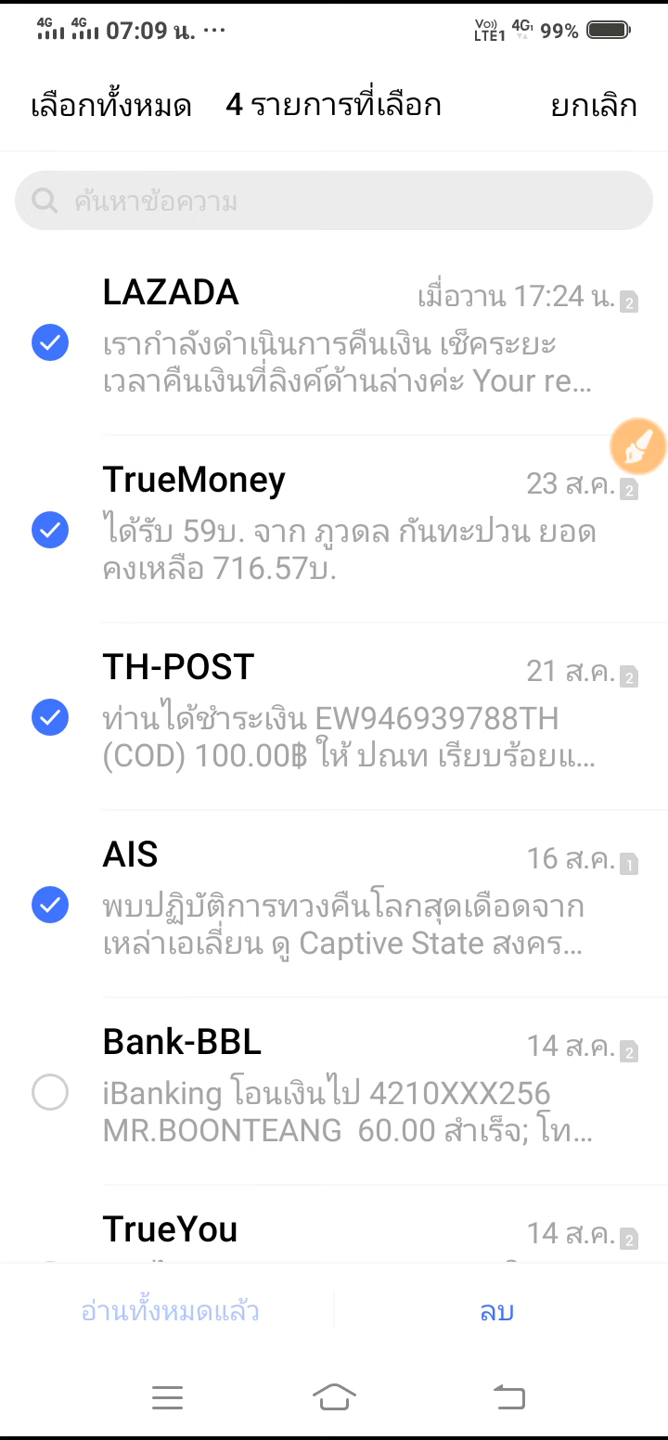 4G 4G 07:09 น. ... Vo)) LTE1 4G 99%
เลือกทั้งหมด 4 รายการที่เลือก ยกเลิก
ค้นหาข้อความ
LAZADA เมื่อวาน 17:24 น. 2
เรากำลังดำเนินการคืนเงิน เช็คระยะ
เวลาคืนเงินที่ลิงค์ด้านล่างค่ะ Your re...
TrueMoney 23 ส.ค. 2
ได้รับ 59บ. จาก ภูวดล กันทะปวน ยอด
คงเหลือ 716.57บ.
TH-POST 21 ส.ค. 2
ท่านได้ชำระเงิน EW946939788TH
(COD) 100.00฿ ให้ ปณท เรียบร้อยแ...
AIS 16 ส.ค. 1
พบปฏิบัติการทวงคืนโลกสุดเดือดจาก
เหล่าเอเลี่ยน ดู Captive State สงคร...
Bank-BBL 14 ส.ค. 2
iBanking โอนเงินไป 4210XXX256
MR.BOONTEANG 60.00 สำเร็จ; โท...
TrueYou 14 ส.ค. 2
อ่านทั้งหมดแล้ว ลบ